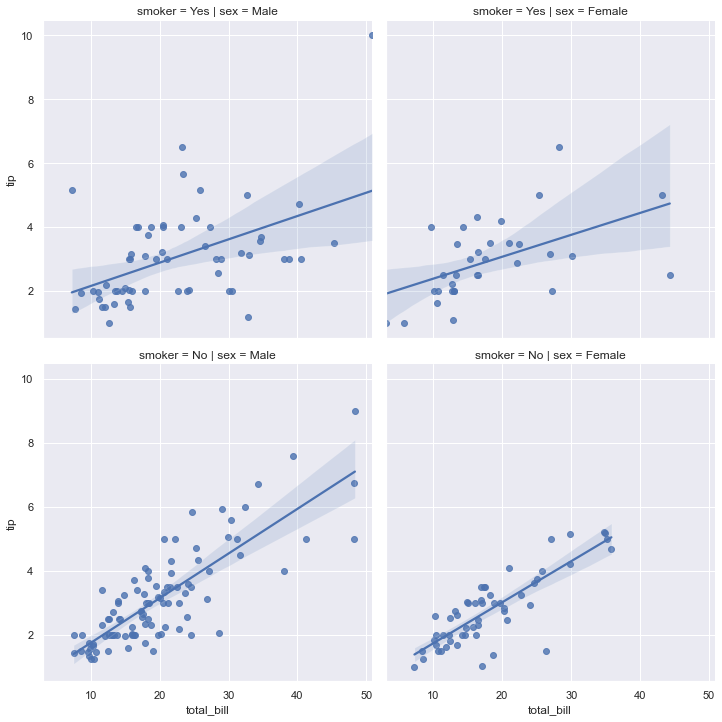 smoker = Yes | sex = Male
smoker = Yes | sex = Female
10
8
6
4
2
tip
smoker = No | sex = Male
smoker = No | sex = Female
10
8
6
4
2
tip
10 20 30 40 50
10 20 30 40 50
total_bill
total_bill